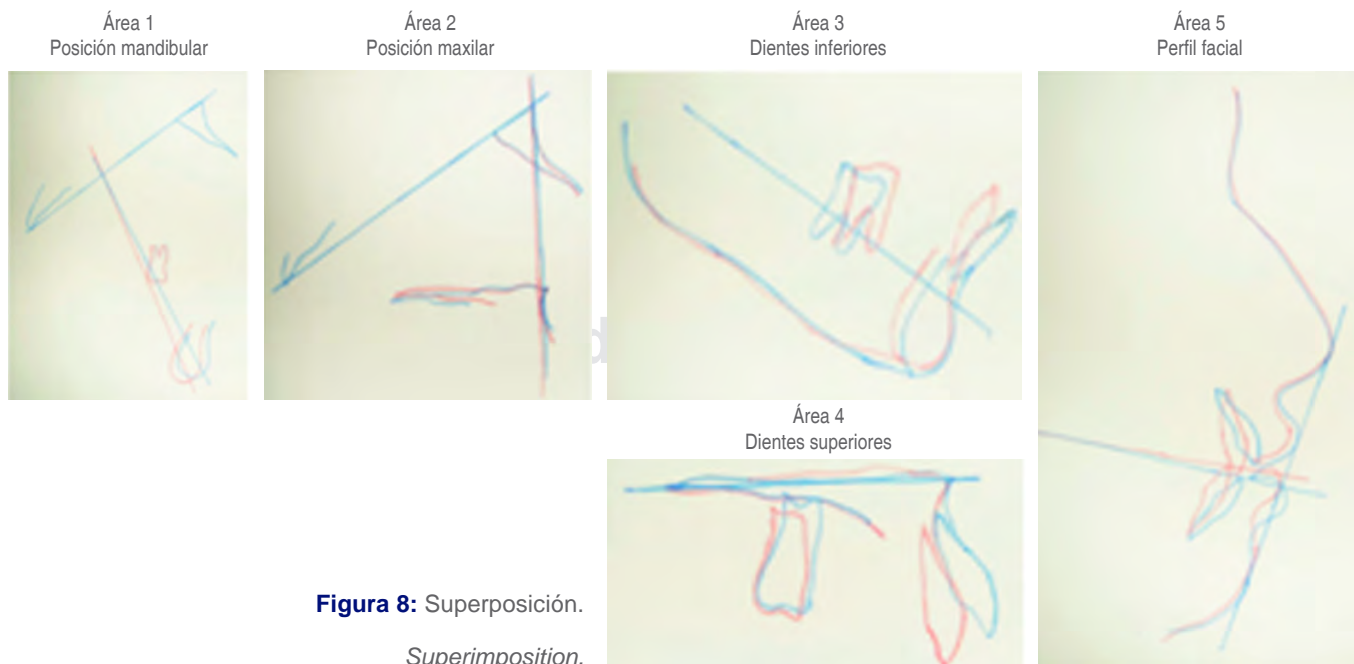 Área 1
Posición mandibular
Área 2
Posición maxilar
Área 3
Dientes inferiores
Área 5
Perfil facial
Área 4
Dientes superiores
Figura 8: Superposición.
Superimposition.